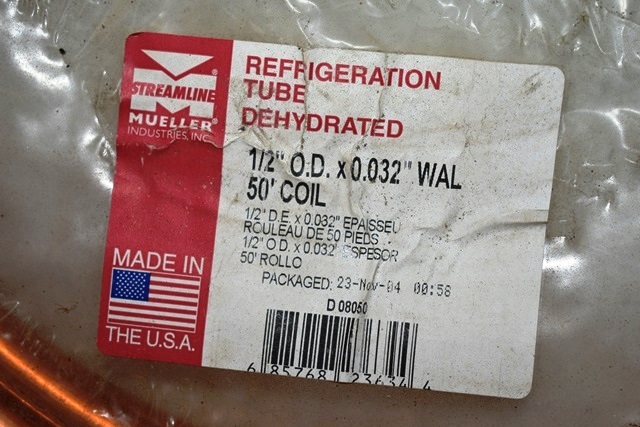 STREAMLINE®
MUELLER®
INDUSTRIES, INC.
REFRIGERATION
TUBE
DEHYDRATED
1/2" O.D. x 0.032" WAL
50' COIL
1/2" D.E. x 0.032" EPAISSEU
ROULEAU DE 50 PIEDS
1/2" O D. x 0.032" ESPESOR
50' ROLLO
PACKAGED: 23-Nov-04 00:58
D 08050
MADE IN
THE U.S.A.
6 85768 23634 4